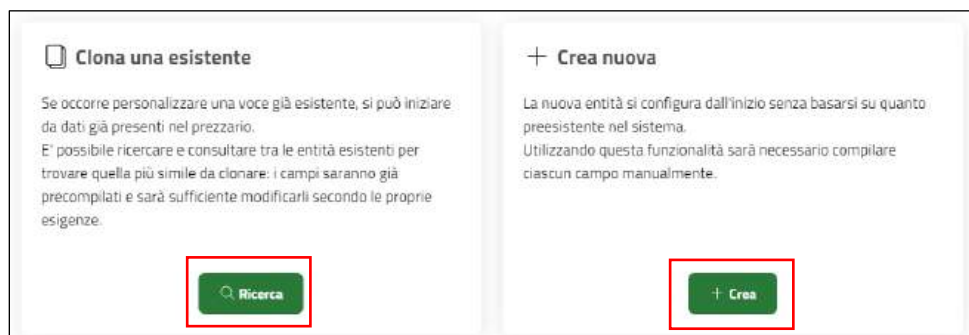 Clona una esistente
Se occorre personalizzare una voce già esistente, si può iniziare
da dati già presenti nel prezzario.
E' possibile ricercare e consultare tra le entità esistenti per
trovare quella più simile da clonare: i campi saranno già
precompilati e sarà sufficiente modificarli secondo le proprie
esigenze.
Ricerca
Crea nuova
La nuova entità si configura dall'inizio senza basarsi su quanto
preesistente nel sistema.
Utilizzando questa funzionalità sarà necessario compilare
ciascun campo manualmente.
Crea